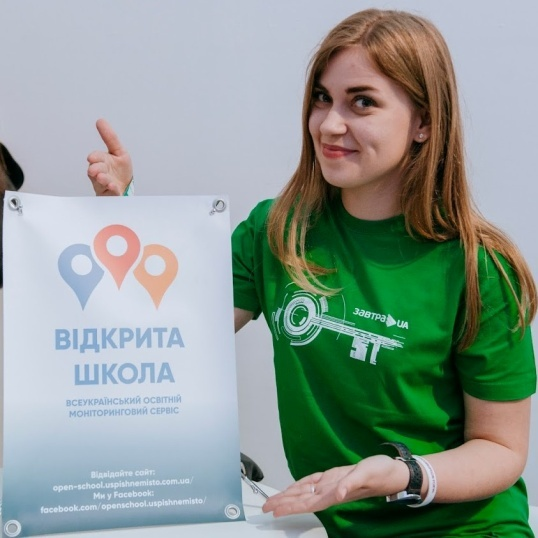 ВІДКРИТА
ШКОЛА
ВСЕУКРАЇНСЬКИЙ ОСВІТНІЙ
МОНІТОРИНГОВИЙ СЕРВІС
Відвідайте сайт:
open-school.uspishnemisto.com.ua/
Ми у Facebook:
facebook.com/openschool.uspishnemisto/
завтра UA
ST